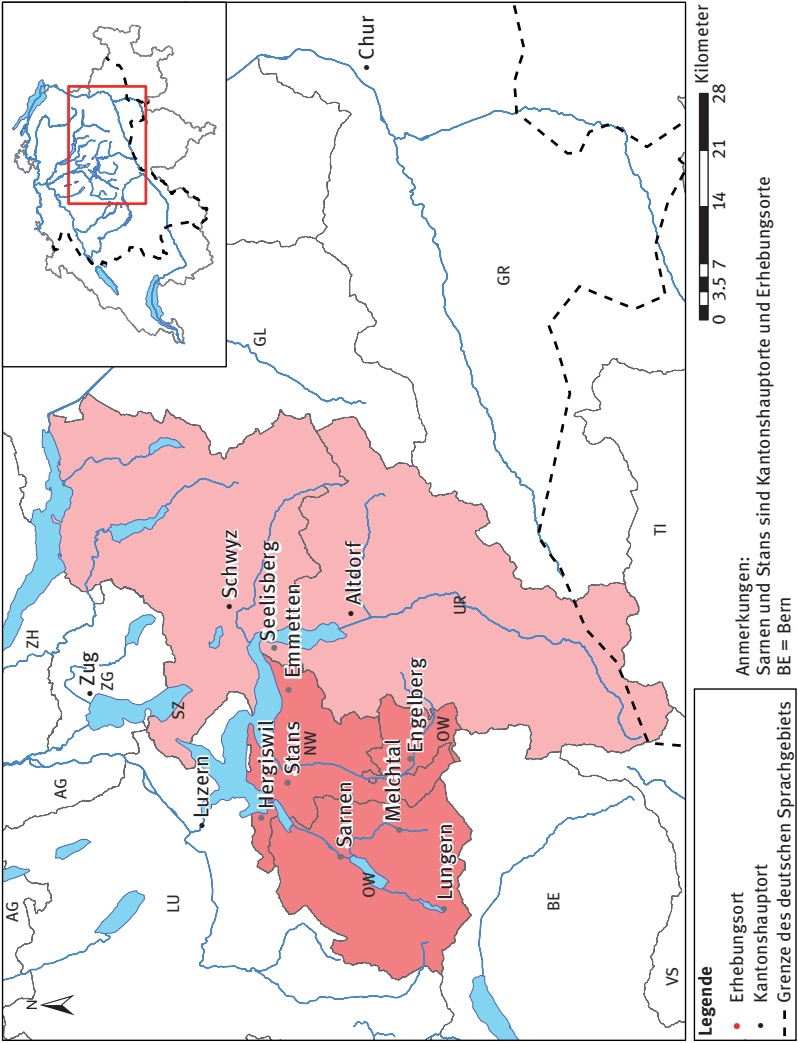 N
AG
AG
ZH
Zug
ZG
LU
Luzern
SZ
Schwyz
Hergiswil
Stans
NW
Emmetten
Seelisberg
GL
Chur
Sarnen
OW
Melchtal
Engelberg
OW
Altdorf
Lungern
UR
GR
BE
VS
TI
Legende
Erhebungsort
Kantonshauptort
Grenze des deutschen Sprachgebiets
Anmerkungen:
Sarnen und Stans sind Kantonshauptorte und Erhebungsorte
BE = Bern
0 3.5 7 14 21 28
Kilometer